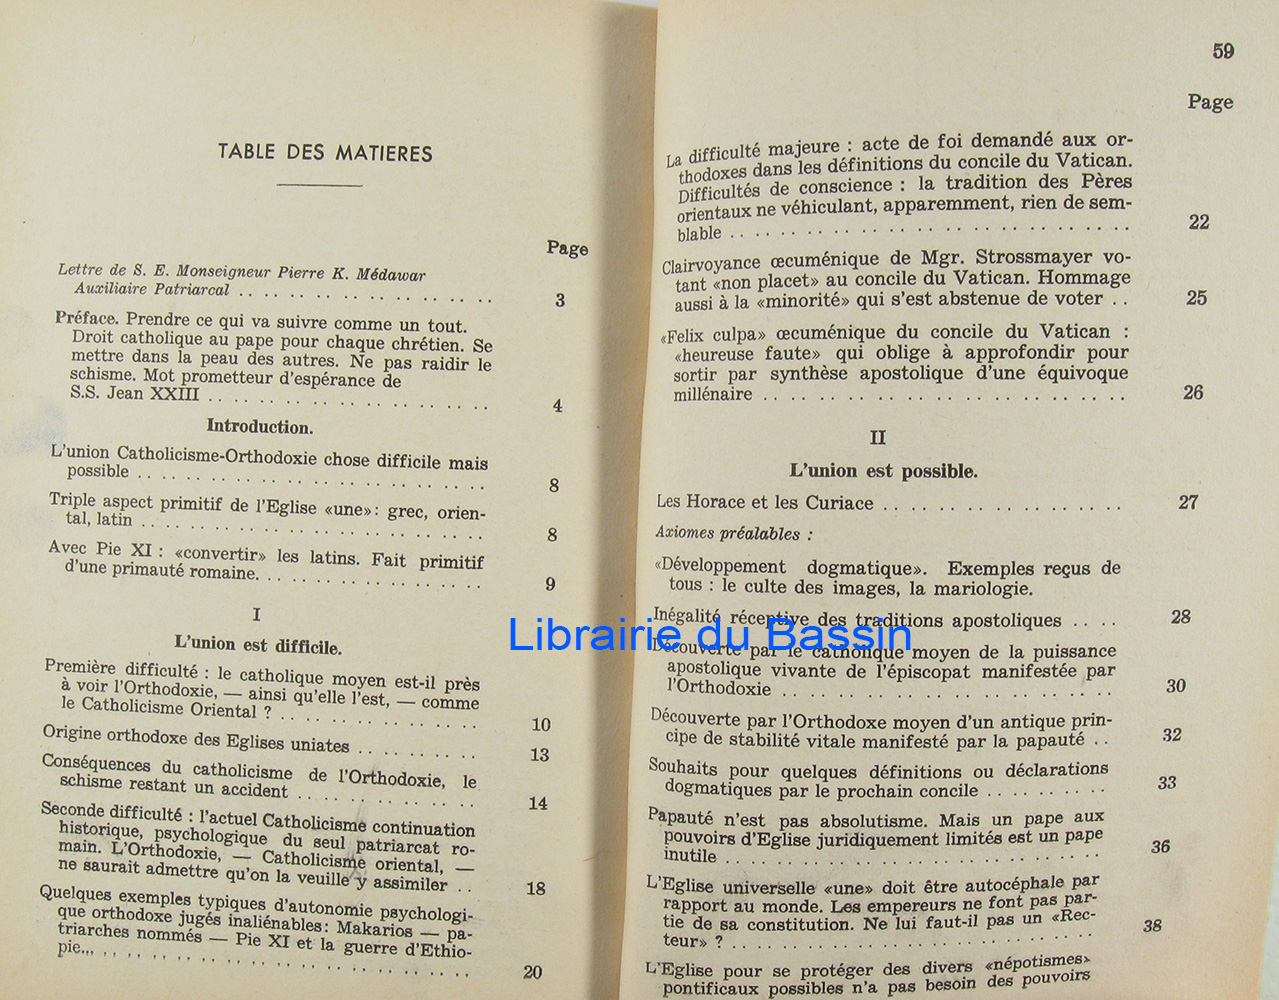 TABLE DES MATIERES
Page
Lettre de S. E. Monseigneur Pierre K. Médawar
Auxiliaire Patriarcal . . . . . . . . . . . . . . 3
Préface. Prendre ce qui va suivre comme un tout.
Droit catholique au pape pour chaque chrétien. Se
mettre dans la peau des autres. Ne pas raidir le
schisme. Mot prometteur d'espérance de
S.S. Jean XXIII . . . . . . . . . . . . . . 4
Introduction.
L'union Catholicisme-Orthodoxie chose difficile mais
possible . . . . . . . . . . . . . . . . . . 8
Triple aspect primitif de l'Eglise «une»: grec, orien-
tal, latin . . . . . . . . . . . . . . . . . . 8
Avec Pie XI : «convertir» les latins. Fait primitif
d'une primauté romaine. . . . . . . . . . . . . 9
I
L'union est difficile.
Première difficulté : le catholique moyen est-il près
à voir l'Orthodoxie, — ainsi qu'elle l'est, — comme
le Catholicisme Oriental ? . . . . . . . . . . . 10
Origine orthodoxe des Eglises uniates . . . . . . . 13
Conséquences du catholicisme de l'Orthodoxie, le
schisme restant un accident . . . . . . . . . . 14
Seconde difficulté : l'actuel Catholicisme continuation
historique, psychologique du seul patriarcat ro-
main. L'Orthodoxie, — Catholicisme oriental, —
ne saurait admettre qu'on la veuille y assimiler . . 18
Quelques exemples typiques d'autonomie psychologi-
que orthodoxe jugés inaliénables: Makarios — pa-
triarches nommés — Pie XI et la guerre d'Ethio-
pie... . . . . . . . . . . . . . . . . . . . 20
59
Page
La difficulté majeure : acte de foi demandé aux or-
thodoxes dans les définitions du concile du Vatican.
Difficultés de conscience : la tradition des Pères
orientaux ne véhiculant, apparemment, rien de sem-
blable . . . . . . . . . . . . . . . . . . . 22
Clairvoyance œcuménique de Mgr. Strossmayer vo-
tant «non placet» au concile du Vatican. Hommage
aussi à la «minorité» qui s'est abstenue de voter . . 25
«Felix culpa» œcuménique du concile du Vatican :
«heureuse faute» qui oblige à approfondir pour
sortir par synthèse apostolique d'une équivoque
millénaire . . . . . . . . . . . . . . . . . . 26
II
L'union est possible.
Les Horace et les Curiace . . . . . . . . . . . . 27
Axiomes préalables :
«Développement dogmatique». Exemples reçus de
tous : le culte des images, la mariologie.
Inégalité réceptive des traditions apostoliques . . . . 28
Librairie du Bassin
Découverte par le catholique moyen de la puissance
apostolique vivante de l'épiscopat manifestée par
l'Orthodoxie . . . . . . . . . . . . . . . . . 30
Découverte par l'Orthodoxe moyen d'un antique prin-
cipe de stabilité vitale manifesté par la papauté . . 32
Souhaits pour quelques définitions ou déclarations
dogmatiques par le prochain concile . . . . . . . . 33
Papauté n'est pas absolutisme. Mais un pape aux
pouvoirs d'Eglise juridiquement limités est un pape
inutile . . . . . . . . . . . . . . . . . . . 36
L'Eglise universelle «une» doit être autocéphale par
rapport au monde. Les empereurs ne font pas par-
tie de sa constitution. Ne lui faut-il pas un «Rec-
teur» ? . . . . . . . . . . . . . . . . . . . 38
L'Eglise pour se protéger des divers «népotismes»
pontificaux possibles n'a pas besoin des pouvoirs